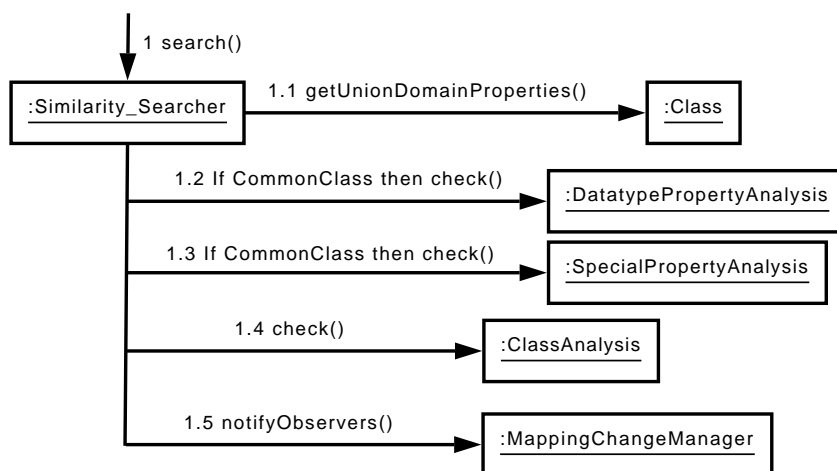 1 search()
:Similarity_Searcher
1.1 getUnionDomainProperties()
:Class
1.2 If CommonClass then check()
:DatatypePropertyAnalysis
1.3 If CommonClass then check()
:SpecialPropertyAnalysis
1.4 check()
:ClassAnalysis
1.5 notifyObservers()
:MappingChangeManager